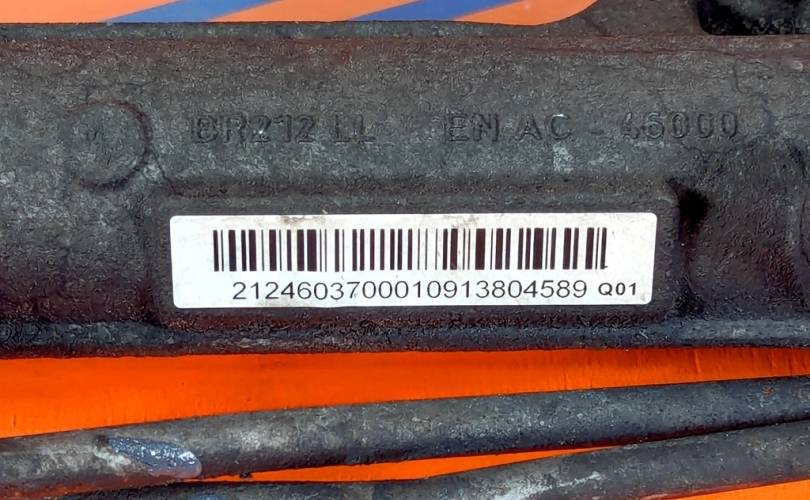 BR212 LL EN AC - 46000
2124603700010913804589 Q01